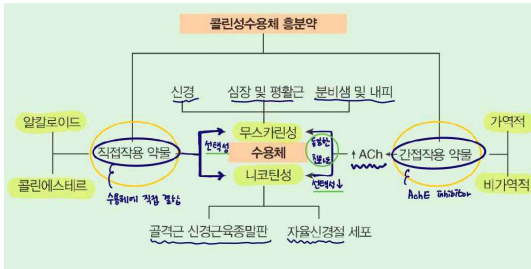 콜린성수용체 흥분약
신경
심장 및 평활근
분비샘 및 내피
알칼로이드
무스카린성
가역적
직접작용 약물
선택성
수용체
↑ ACh
간접작용 약물
콜린에스테르
수용체에 직접 결합
니코틴성
선택성↓
AchE inhibitor
비가역적
골격근 신경근육종말판
자율신경절 세포